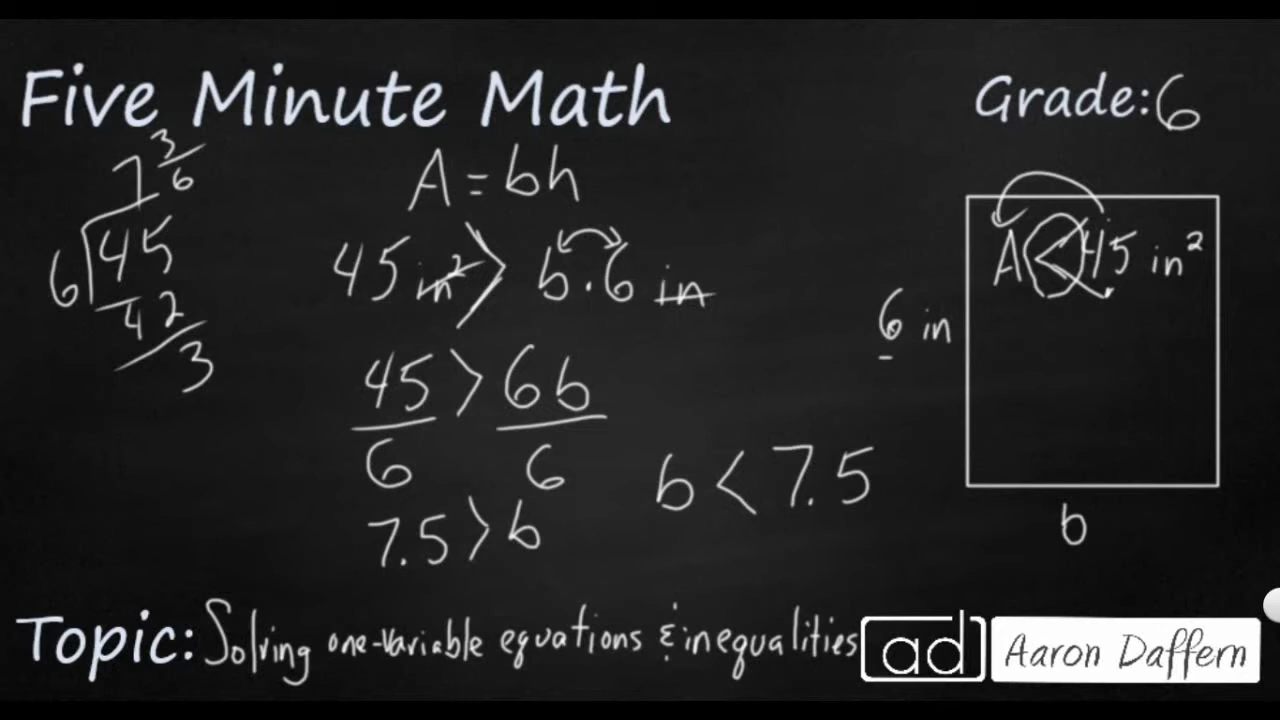 Five Minute Math
Grade: 6
7 3/6
6 45
42
3
A = bh
45 in² > b · 6 in
45 > 6b
6 6
7.5 > b
b < 7.5
A < 45 in²
6 in
b
Topic: Solving one-variable equations & inequalities
ad Aaron Daffern